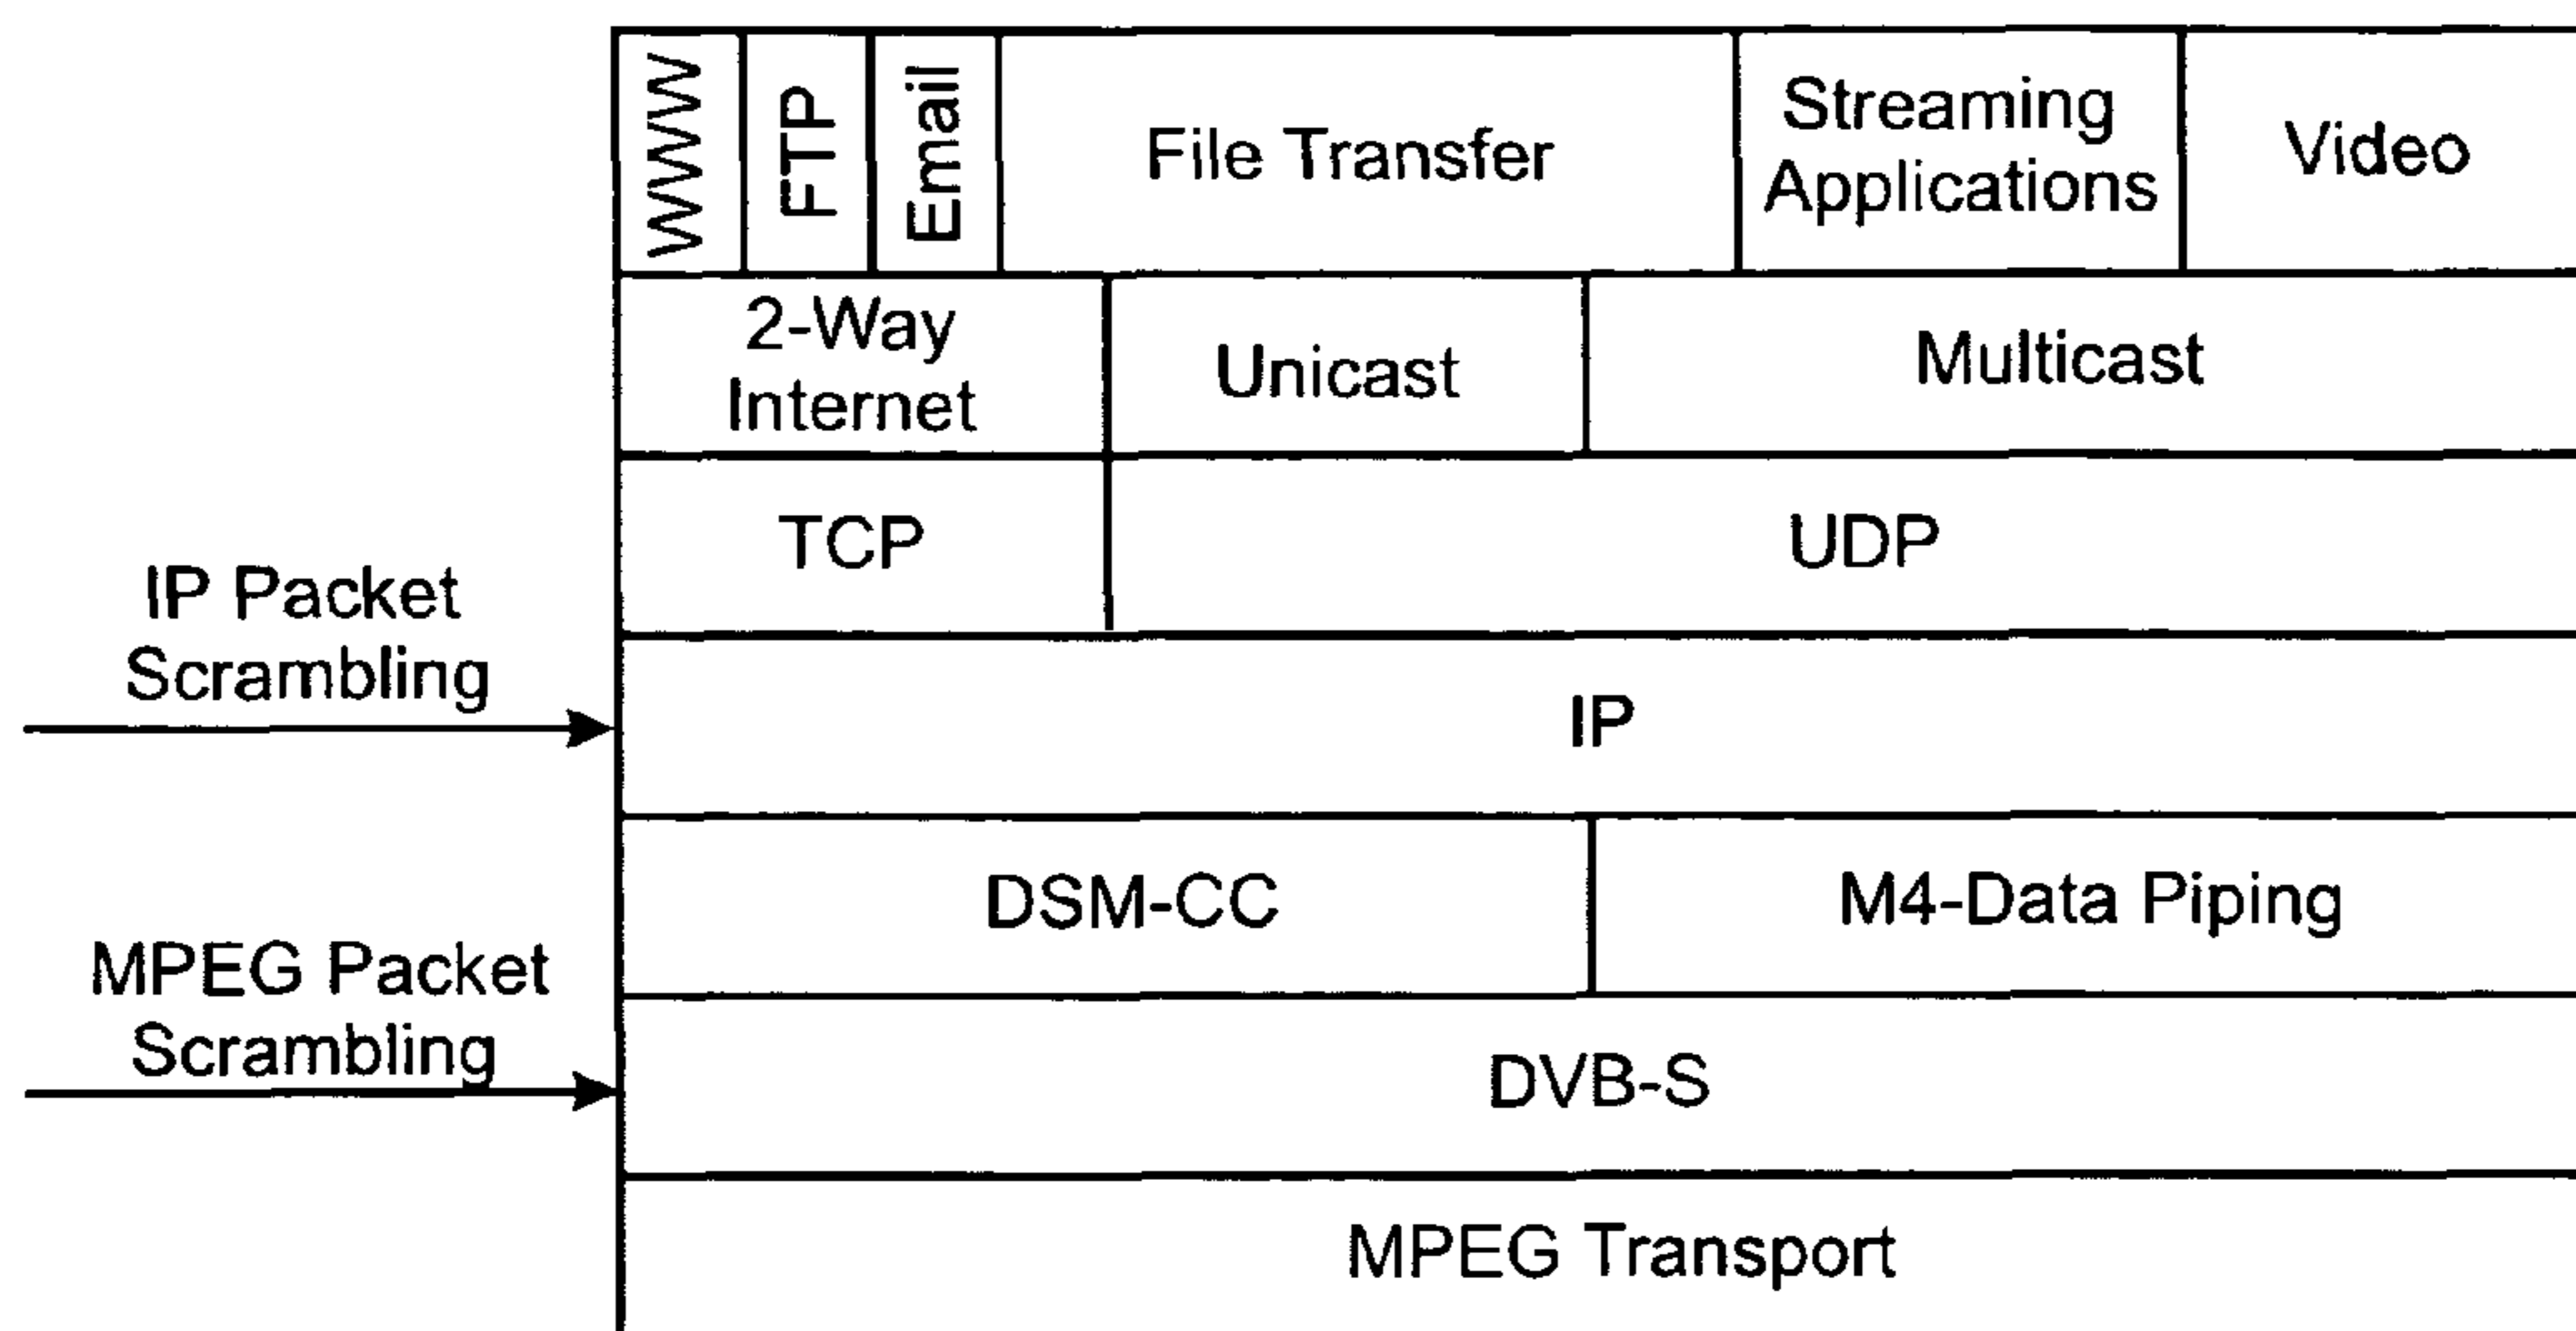 WWW
FTP
Email
File Transfer
Streaming
Applications
Video
2-Way
Internet
Unicast
Multicast
TCP
UDP
IP Packet
Scrambling
IP
DSM-CC
M4-Data Piping
MPEG Packet
Scrambling
DVB-S
MPEG Transport